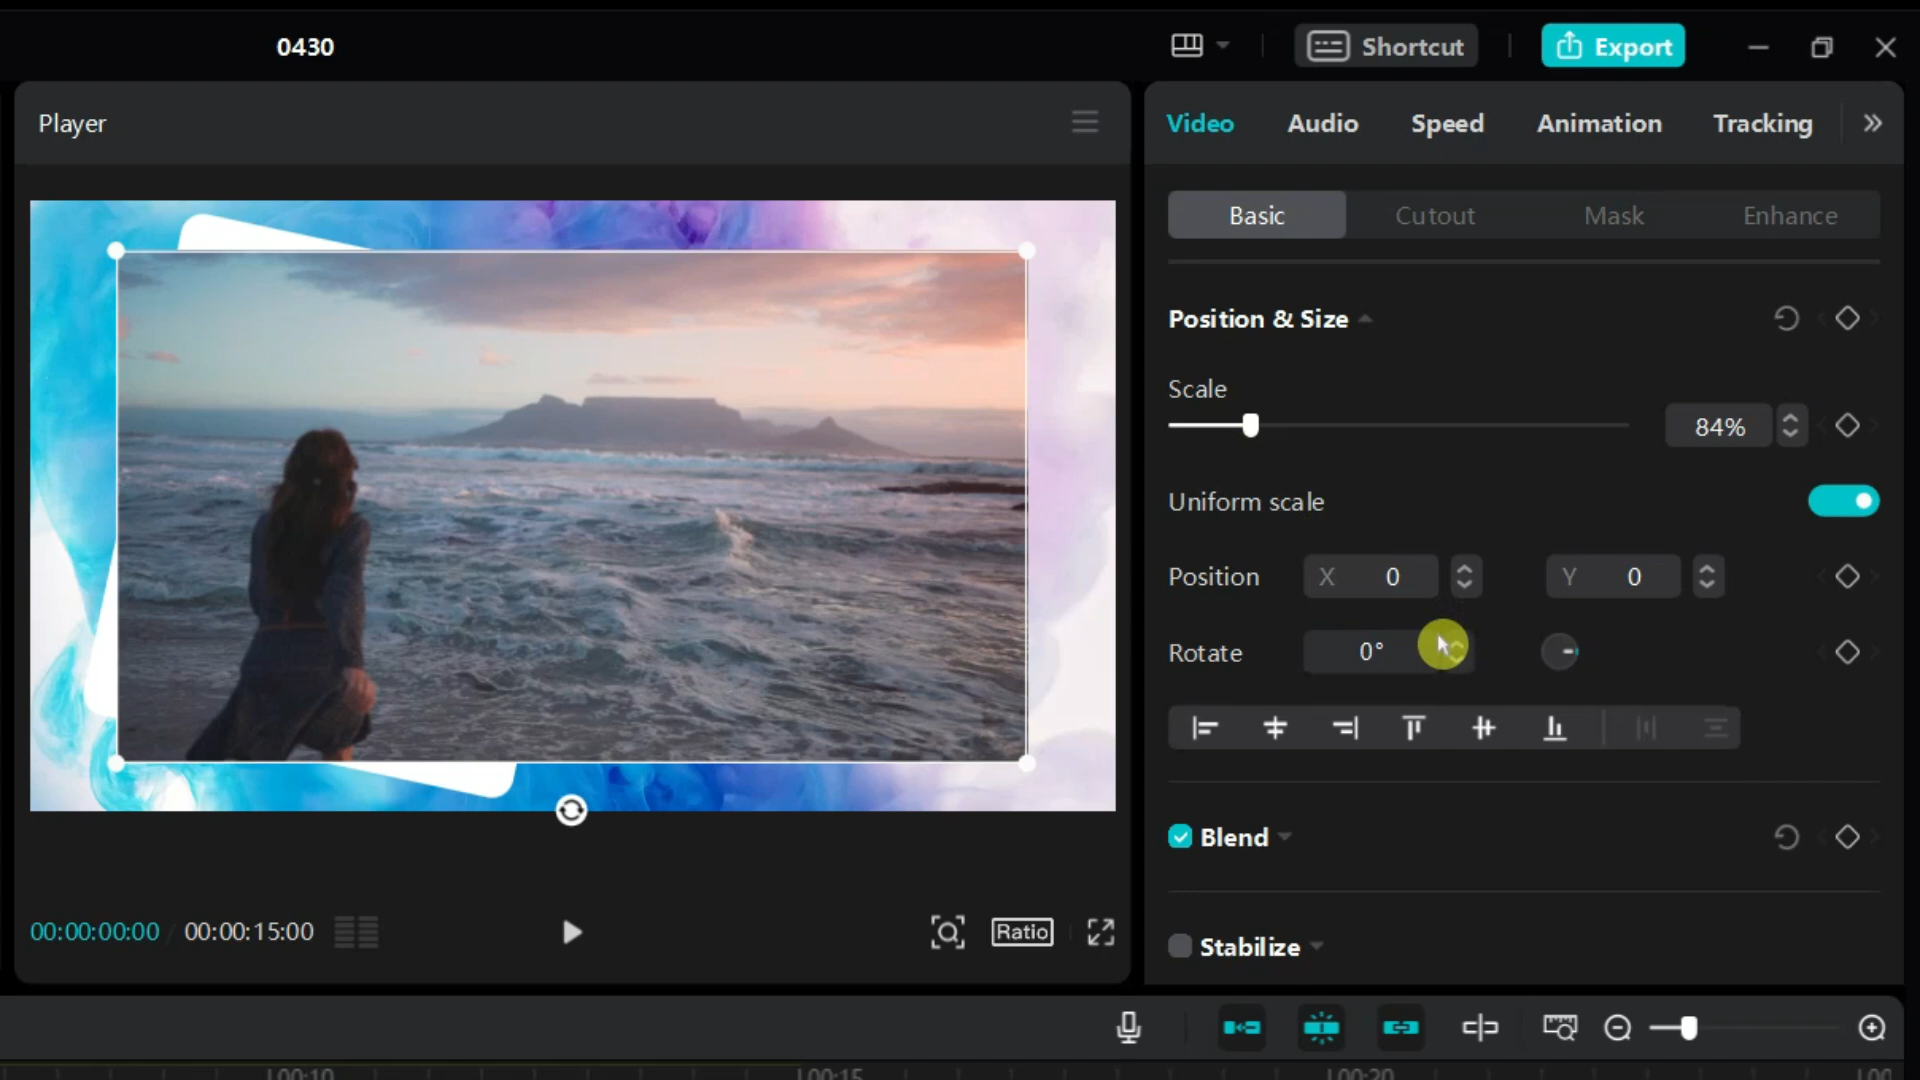 0430
Shortcut
Export
Player
Video Audio Speed Animation Tracking
Basic Cutout Mask Enhance
Position & Size
Scale
84%
Uniform scale
Position X 0 Y 0
Rotate 0°
Blend
00:00:00:00 / 00:00:15:00
Ratio
Stabilize
00:10 00:15 00:20